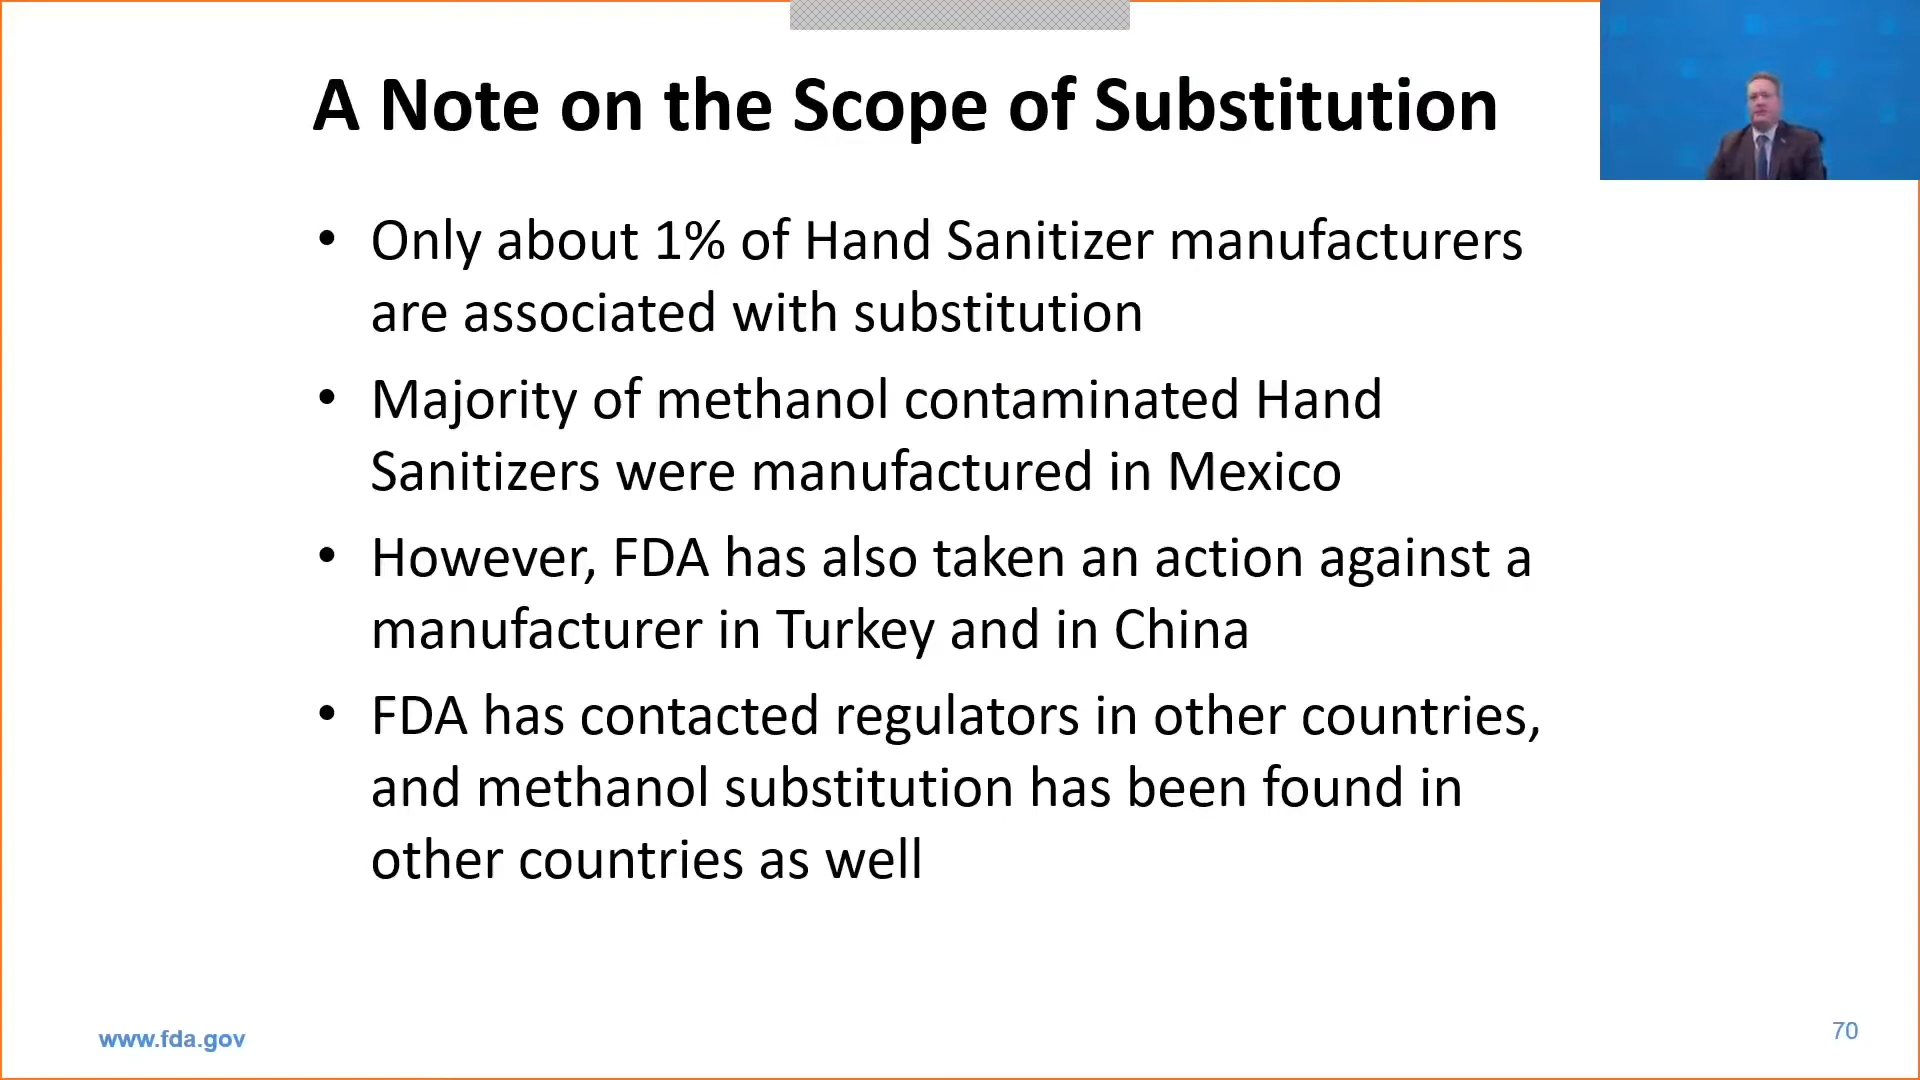 A Note on the Scope of Substitution
• Only about 1% of Hand Sanitizer manufacturers
are associated with substitution
• Majority of methanol contaminated Hand
Sanitizers were manufactured in Mexico
• However, FDA has also taken an action against a
manufacturer in Turkey and in China
• FDA has contacted regulators in other countries,
and methanol substitution has been found in
other countries as well
www.fda.gov
70